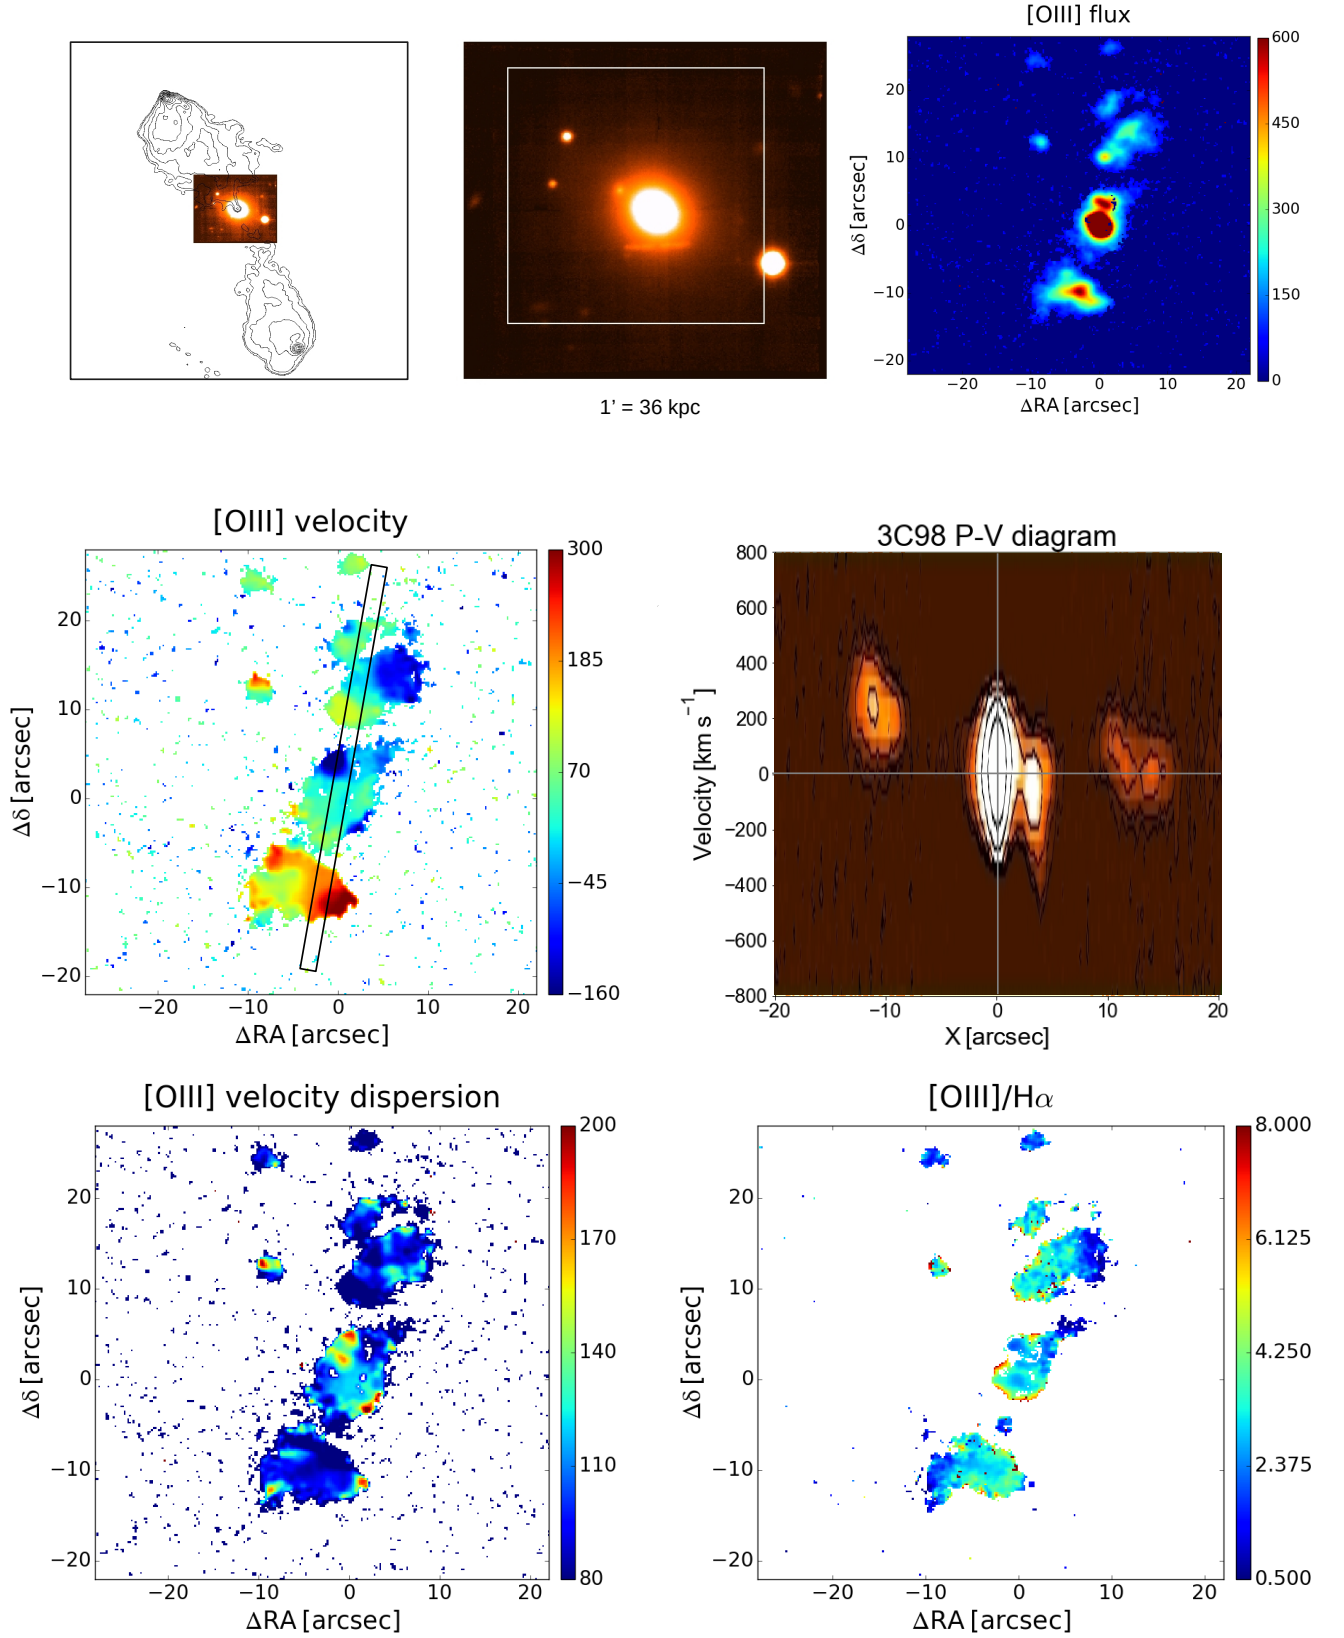 [OIII] flux
600
450
300
150
0
20
10
0
−10
−20
Δδ [arcsec]
−20 −10 0 10 20
ΔRA [arcsec]
1' = 36 kpc
[OIII] velocity
300
185
70
−45
−160
20
10
0
−10
−20
Δδ [arcsec]
−20 −10 0 10 20
ΔRA [arcsec]
3C98 P-V diagram
800
600
400
200
0
−200
−400
−600
−800
Velocity [km s⁻¹]
−20 −10 0 10 20
X [arcsec]
[OIII] velocity dispersion
200
170
140
110
80
20
10
0
−10
−20
Δδ [arcsec]
−20 −10 0 10 20
ΔRA [arcsec]
[OIII]/Hα
8.000
6.125
4.250
2.375
0.500
20
10
0
−10
−20
Δδ [arcsec]
−20 −10 0 10 20
ΔRA [arcsec]